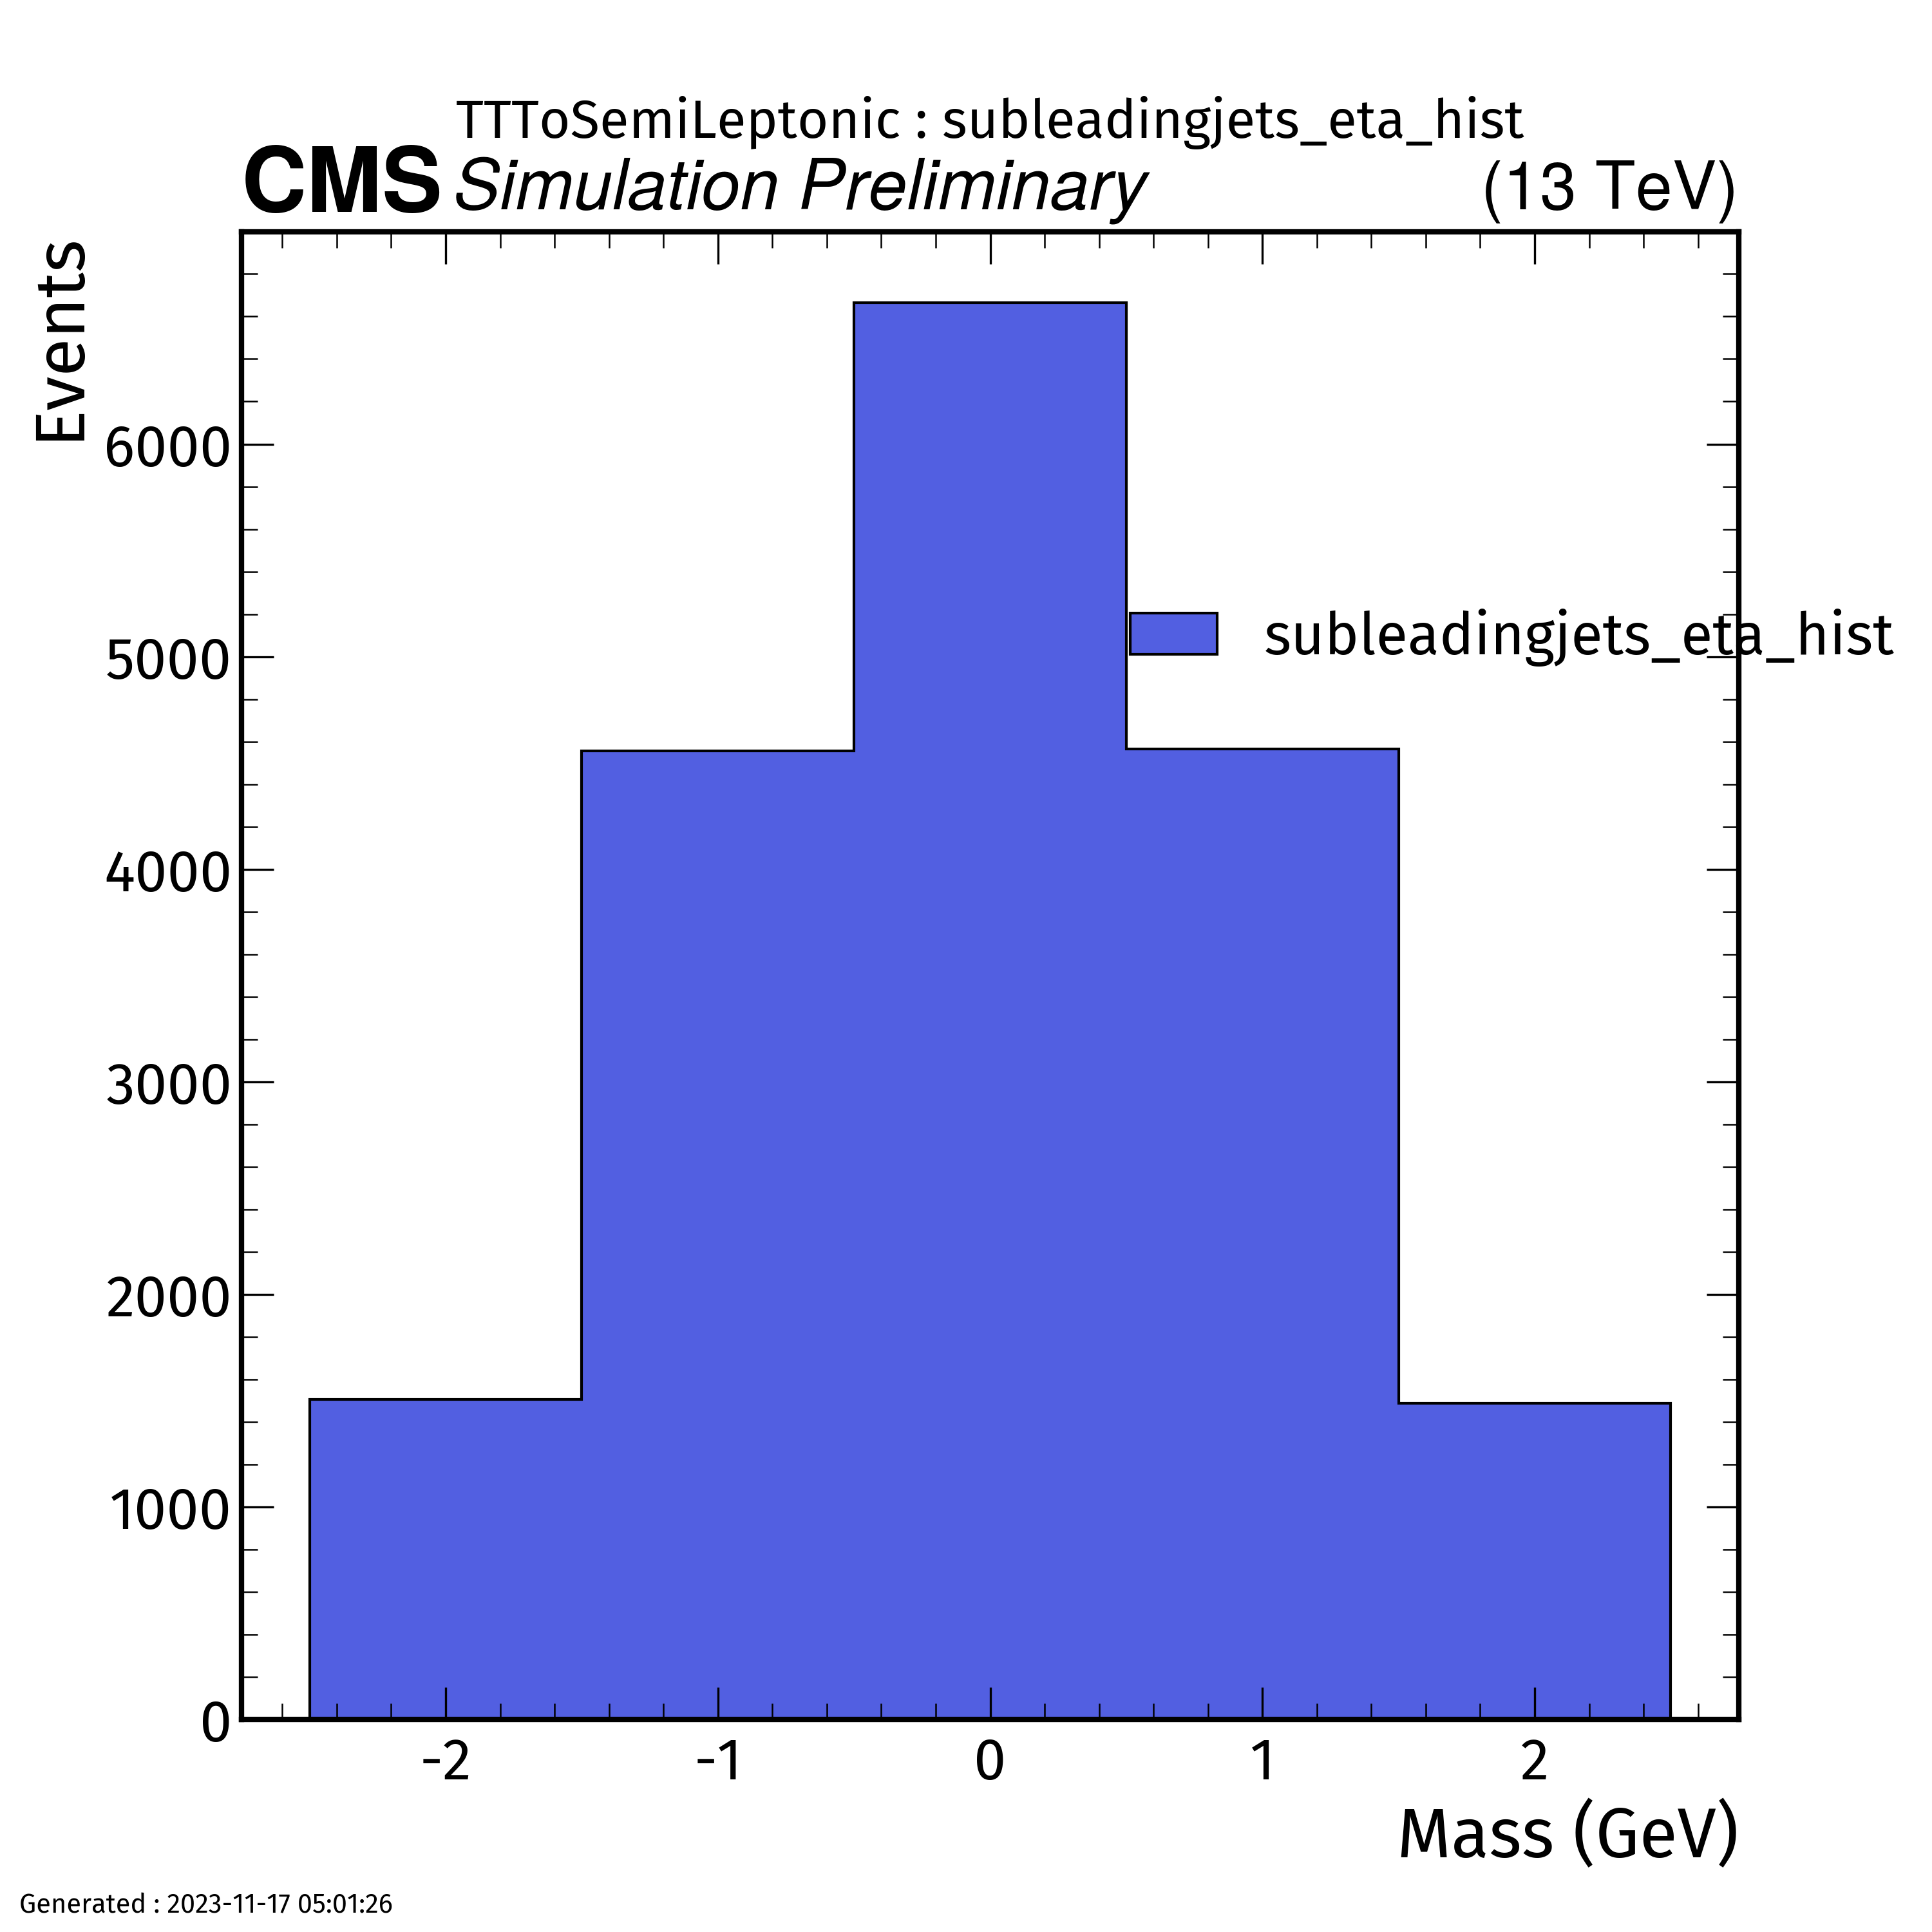 TTToSemiLeptonic : subleadingjets_eta_hist
CMS Simulation Preliminary (13 TeV)
Events
6000
5000
4000
3000
2000
1000
0
subleadingjets_eta_hist
-2 -1 0 1 2
Mass (GeV)
Generated : 2023-11-17 05:01:26